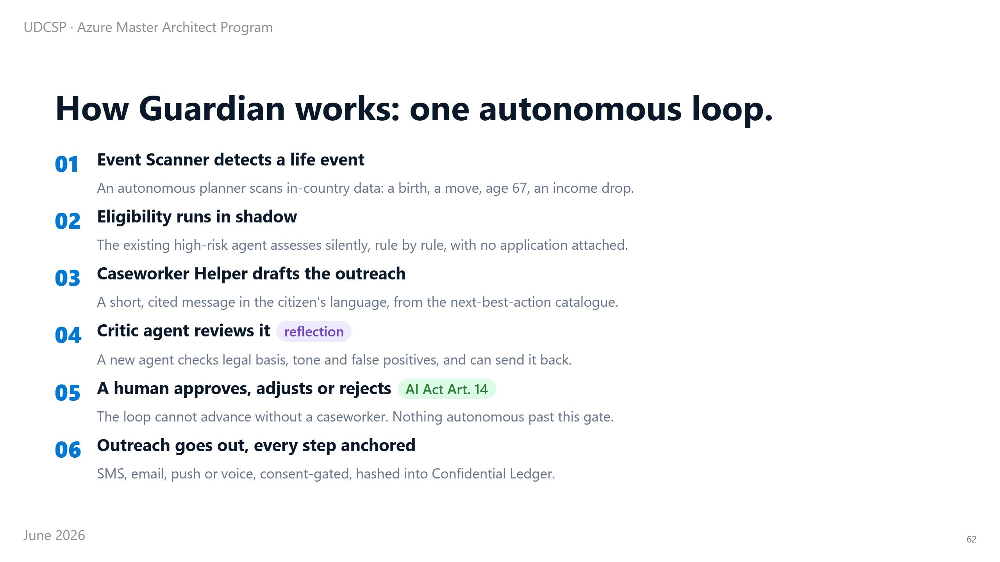 UDCSP · Azure Master Architect Program
How Guardian works: one autonomous loop.
01 Event Scanner detects a life event
An autonomous planner scans in-country data: a birth, a move, age 67, an income drop.
02 Eligibility runs in shadow
The existing high-risk agent assesses silently, rule by rule, with no application attached.
03 Caseworker Helper drafts the outreach
A short, cited message in the citizen's language, from the next-best-action catalogue.
04 Critic agent reviews it reflection
A new agent checks legal basis, tone and false positives, and can send it back.
05 A human approves, adjusts or rejects AI Act Art. 14
The loop cannot advance without a caseworker. Nothing autonomous past this gate.
06 Outreach goes out, every step anchored
SMS, email, push or voice, consent-gated, hashed into Confidential Ledger.
June 2026
62